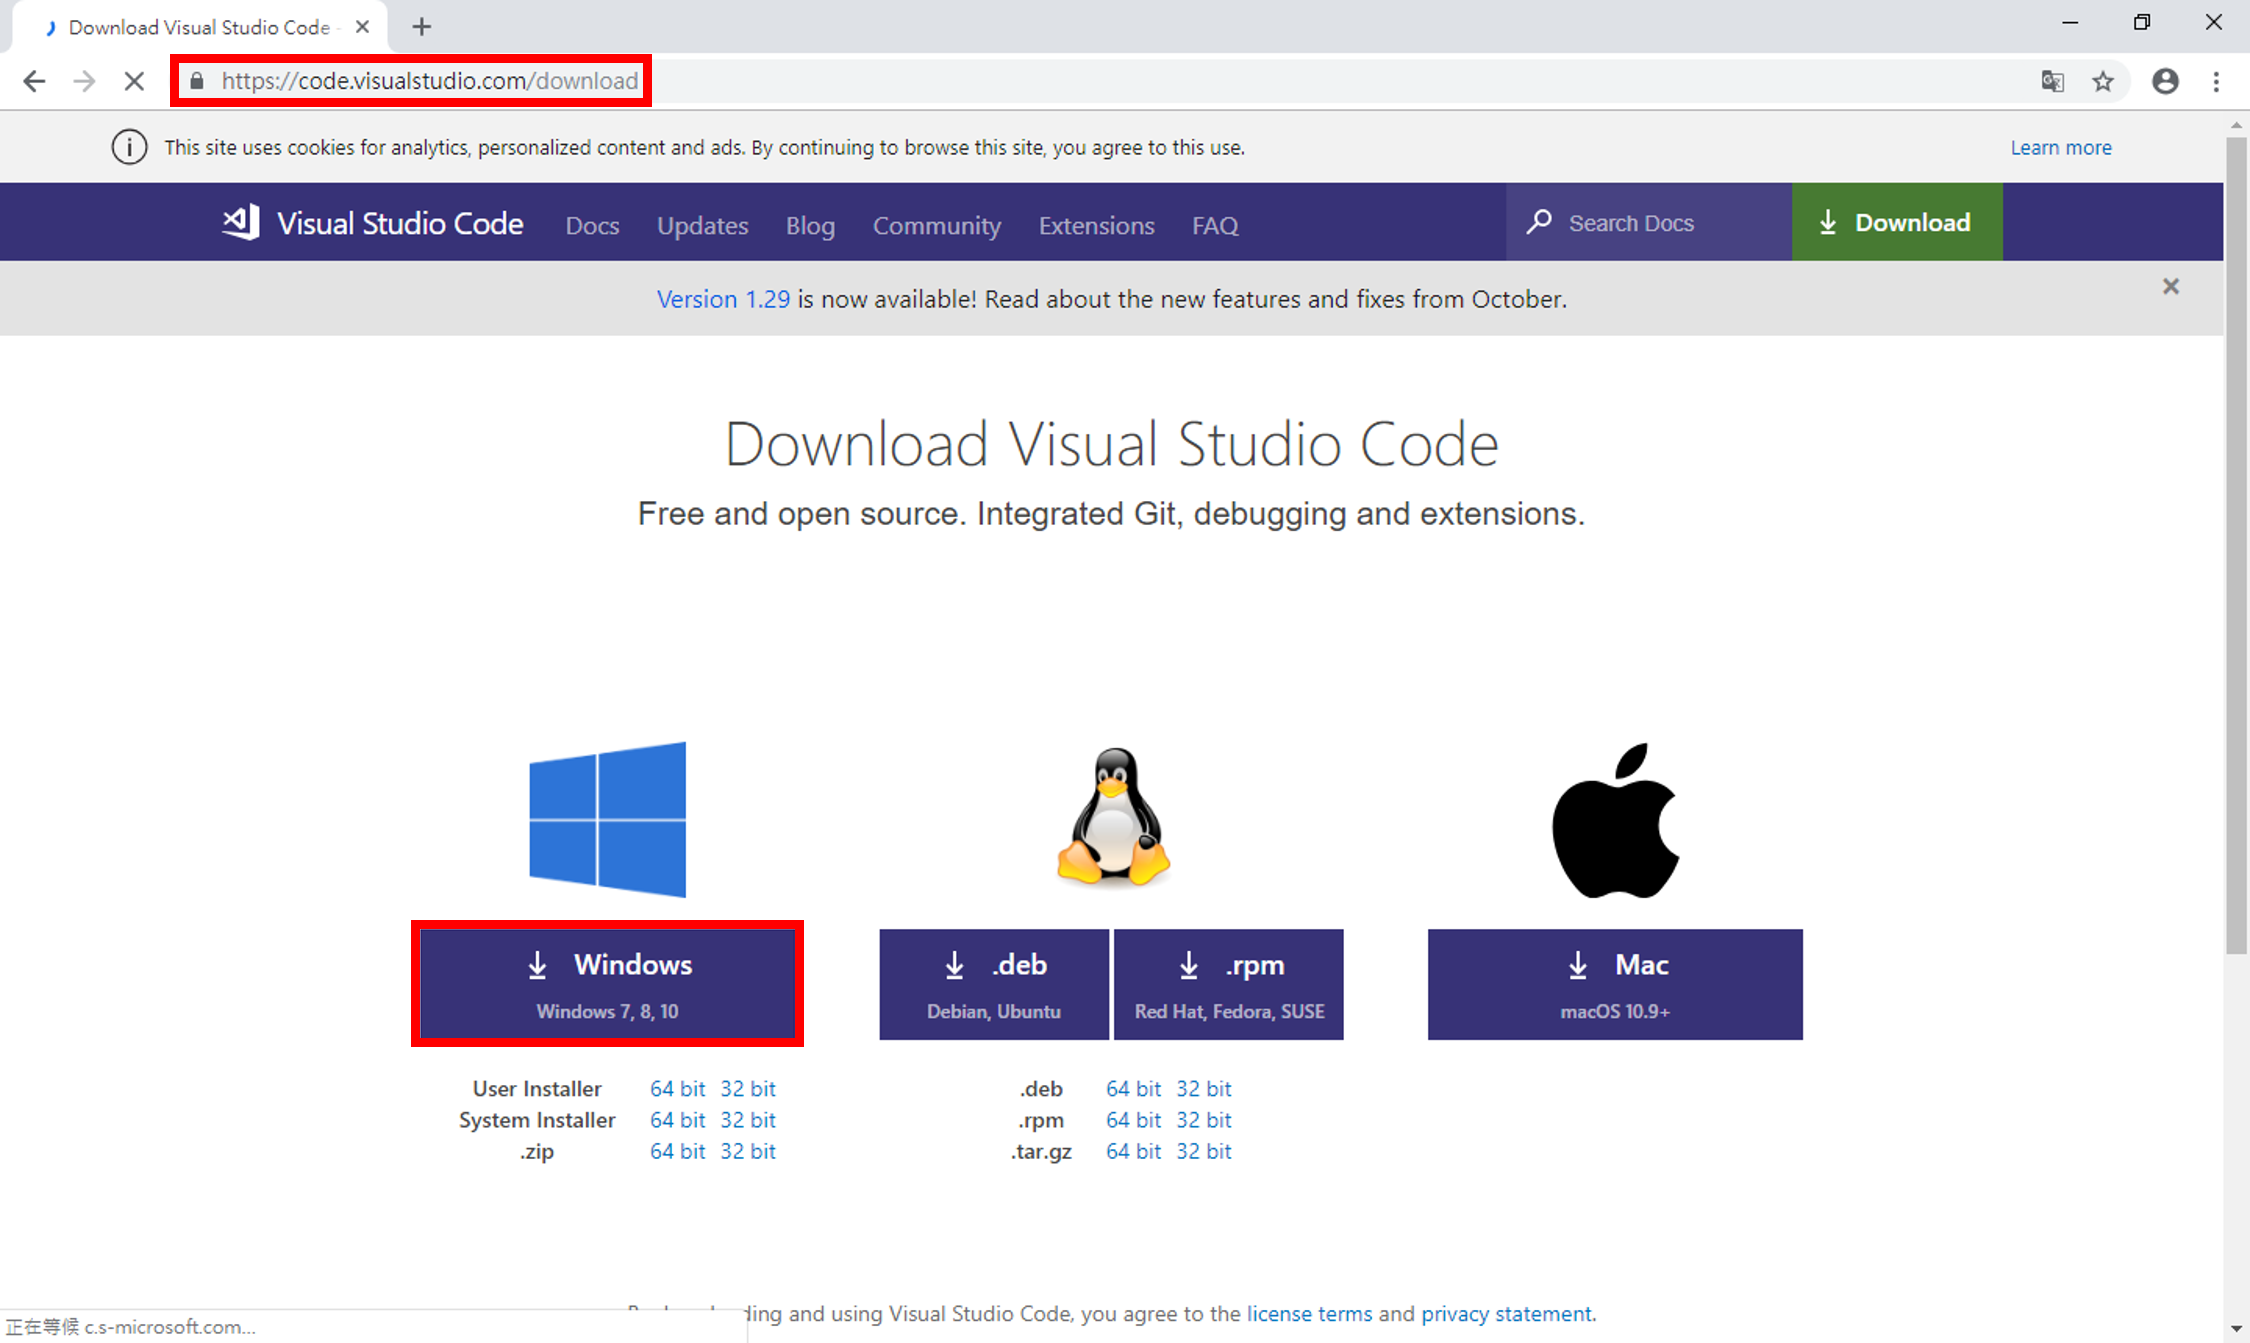 Download Visual Studio Code -
https://code.visualstudio.com/download
This site uses cookies for analytics, personalized content and ads. By continuing to browse this site, you agree to this use.
Learn more
Visual Studio Code Docs Updates Blog Community Extensions FAQ Search Docs Download
Version 1.29 is now available! Read about the new features and fixes from October.
Download Visual Studio Code
Free and open source. Integrated Git, debugging and extensions.
Windows
Windows 7, 8, 10
User Installer 64 bit 32 bit
System Installer 64 bit 32 bit
.zip 64 bit 32 bit
.deb
Debian, Ubuntu
.rpm
Red Hat, Fedora, SUSE
.deb 64 bit 32 bit
.rpm 64 bit 32 bit
.tar.gz 64 bit 32 bit
Mac
macOS 10.9+
and using Visual Studio Code, you agree to the license terms and privacy statement.
正在等候 c.s-microsoft.com...